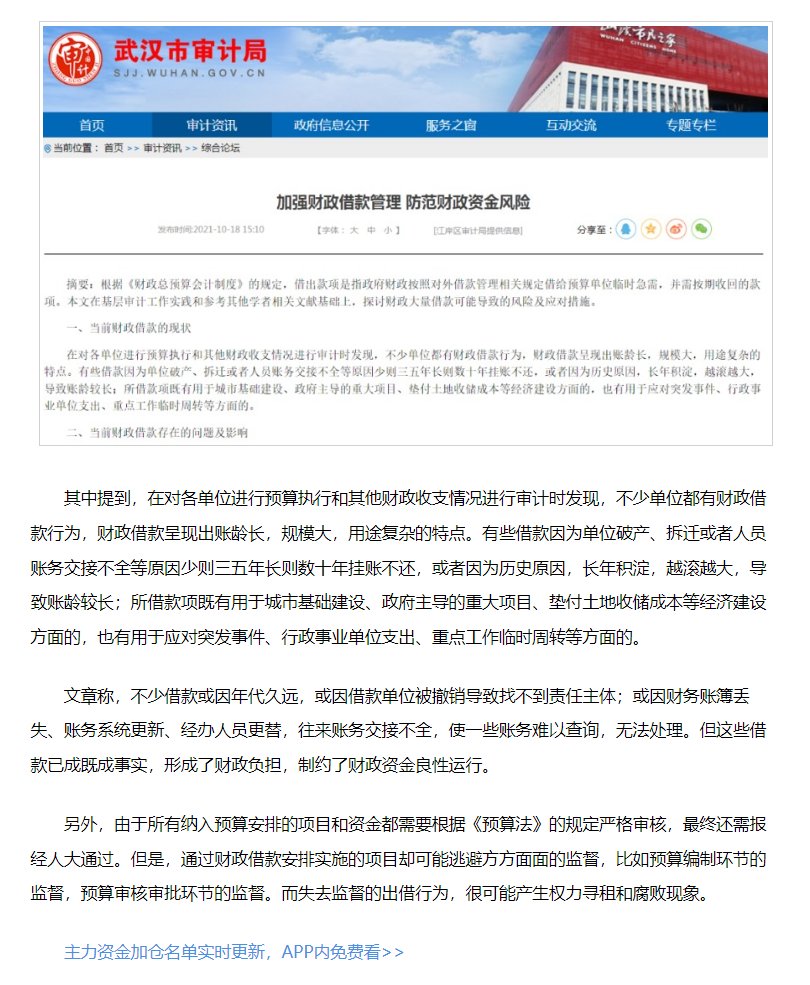 武汉市审计局
SJJ.WUHAN.GOV.CN
武汉市民之家
WUHAN CITIZENS HOME
首页 审计资讯 政府信息公开 服务之窗 互动交流 专题专栏
当前位置： 首页 >> 审计资讯 >> 综合论坛
加强财政借款管理 防范财政资金风险
发布时间:2021-10-18 15:10 【字体： 大 中 小 】 [江岸区审计局提供信息] 分享至：
摘要：根据《财政总预算会计制度》的规定，借出款项是指政府财政按照对外借款管理相关规定借给预算单位临时急需，并需按期收回的款
项。本文在基层审计工作实践和参考其他学者相关文献基础上，探讨财政大量借款可能导致的风险及应对措施。
一、当前财政借款的现状
在对各单位进行预算执行和其他财政收支情况进行审计时发现，不少单位都有财政借款行为，财政借款呈现出账龄长，规模大，用途复杂的
特点。有些借款因为单位破产、拆迁或者人员账务交接不全等原因少则三五年长则数十年挂账不还，或者因为历史原因，长年积淀，越滚越大，
导致账龄较长；所借款项既有用于城市基础建设、政府主导的重大项目、垫付土地收储成本等经济建设方面的，也有用于应对突发事件、行政事
业单位支出、重点工作临时周转等方面的。
二、当前财政借款存在的问题及影响
其中提到，在对各单位进行预算执行和其他财政收支情况进行审计时发现，不少单位都有财政借
款行为，财政借款呈现出账龄长，规模大，用途复杂的特点。有些借款因为单位破产、拆迁或者人员
账务交接不全等原因少则三五年长则数十年挂账不还，或者因为历史原因，长年积淀，越滚越大，导
致账龄较长；所借款项既有用于城市基础建设、政府主导的重大项目、垫付土地收储成本等经济建设
方面的，也有用于应对突发事件、行政事业单位支出、重点工作临时周转等方面的。
文章称，不少借款或因年代久远，或因借款单位被撤销导致找不到责任主体；或因财务账簿丢
失、账务系统更新、经办人员更替，往来账务交接不全，使一些账务难以查询，无法处理。但这些借
款已成既成事实，形成了财政负担，制约了财政资金良性运行。
另外，由于所有纳入预算安排的项目和资金都需要根据《预算法》的规定严格审核，最终还需报
经人大通过。但是，通过财政借款安排实施的项目却可能逃避方方面面的监督，比如预算编制环节的
监督，预算审核审批环节的监督。而失去监督的出借行为，很可能产生权力寻租和腐败现象。
主力资金加仓名单实时更新，APP内免费看>>